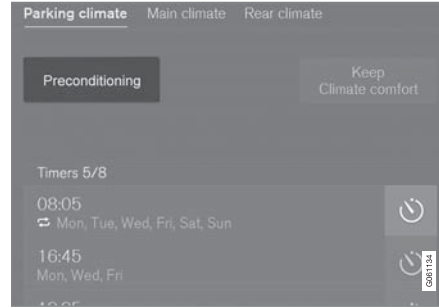 Parking climate Main climate Rear climate
Preconditioning
Keep
Climate comfort
Timers 5/8
08:05
Mon, Tue, Wed, Fri, Sat, Sun
16:45
Mon, Wed, Fri
G061134